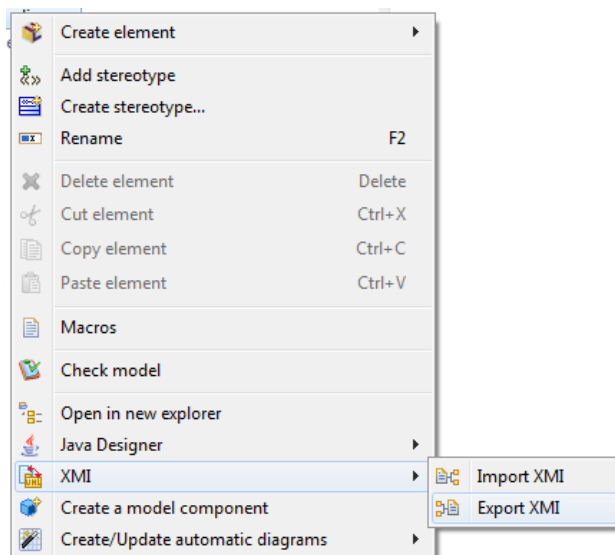 Create element
Add stereotype
Create stereotype...
Rename F2
Delete element Delete
Cut element Ctrl+X
Copy element Ctrl+C
Paste element Ctrl+V
Macros
Check model
Open in new explorer
Java Designer
XMI
Import XMI
Export XMI
Create a model component
Create/Update automatic diagrams